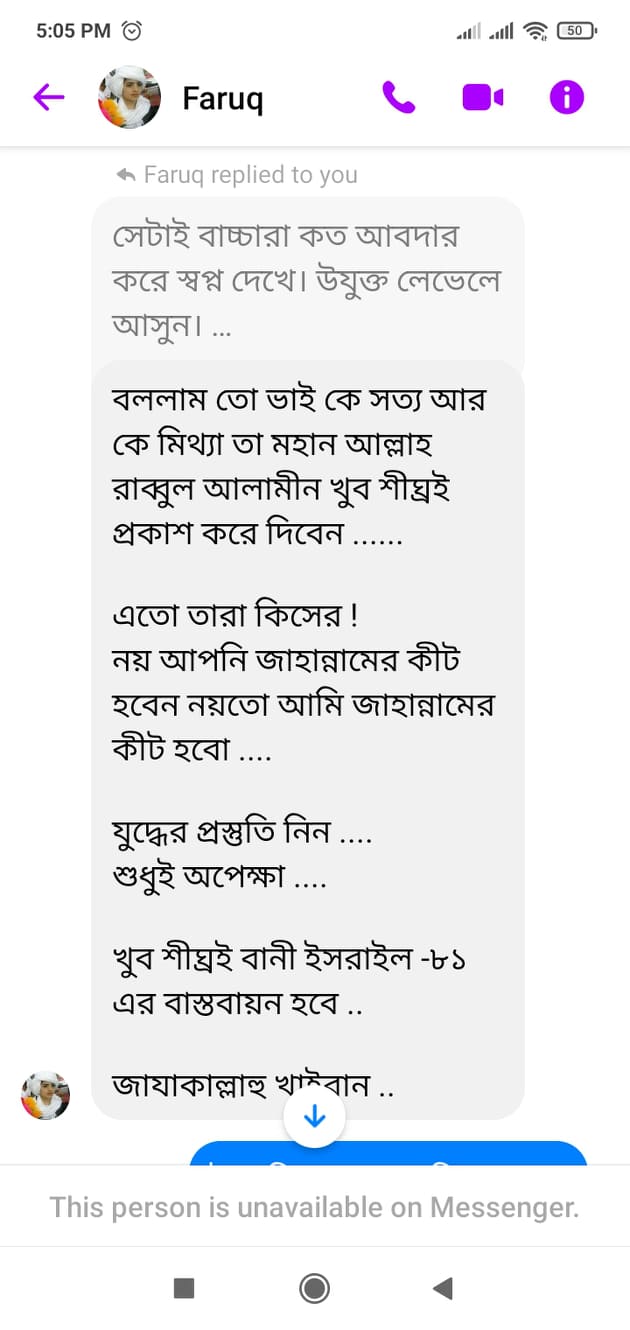 5:05 PM
50
Faruq
Faruq replied to you
সেটাই বাচ্চারা কত আবদার
করে স্বপ্ন দেখে। উযুক্ত লেভেলে
আসুন। ...
বললাম তো ভাই কে সত্য আর
কে মিথ্যা তা মহান আল্লাহ
রাব্বুল আলামীন খুব শীঘ্রই
প্রকাশ করে দিবেন ......
এতো তারা কিসের !
নয় আপনি জাহান্নামের কীট
হবেন নয়তো আমি জাহান্নামের
কীট হবো ....
যুদ্ধের প্রস্তুতি নিন ....
শুধুই অপেক্ষা ....
খুব শীঘ্রই বানী ইসরাইল -৮১
এর বাস্তবায়ন হবে ..
জাযাকাল্লাহু খাইরান ..
This person is unavailable on Messenger.